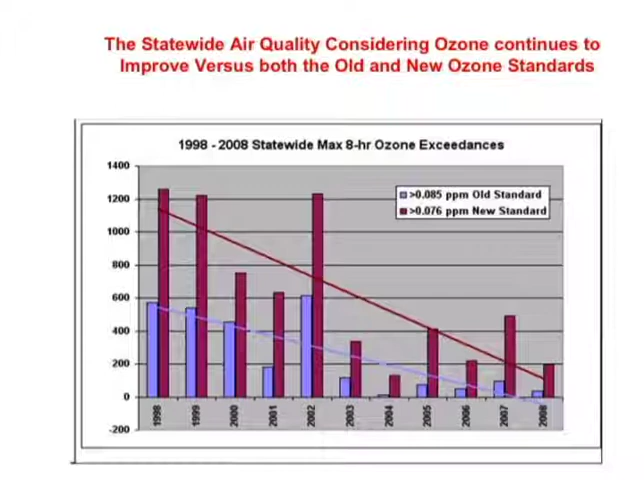 The Statewide Air Quality Considering Ozone continues to
Improve Versus both the Old and New Ozone Standards
1998 - 2008 Statewide Max 8-hr Ozone Exceedances
1400
1200
1000
800
600
400
200
0
-200
>0.085 ppm Old Standard
>0.076 ppm New Standard
1998 1999 2000 2001 2002 2003 2004 2005 2006 2007 2008